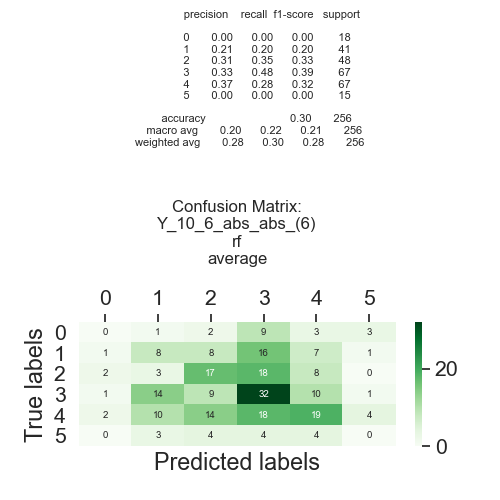 precision recall f1-score support
0 0.00 0.00 0.00 18
1 0.21 0.20 0.20 41
2 0.31 0.35 0.33 48
3 0.33 0.48 0.39 67
4 0.37 0.28 0.32 67
5 0.00 0.00 0.00 15
accuracy 0.30 256
macro avg 0.20 0.22 0.21 256
weighted avg 0.28 0.30 0.28 256
Confusion Matrix:
Y_10_6_abs_abs_(6)
rf
average
0 1 2 3 4 5
0 0 1 2 9 3 3
1 1 8 8 16 7 1
2 2 3 17 18 8 0
3 1 14 9 32 10 1
4 2 10 14 18 19 4
5 0 3 4 4 4 0
True labels
Predicted labels
20
0